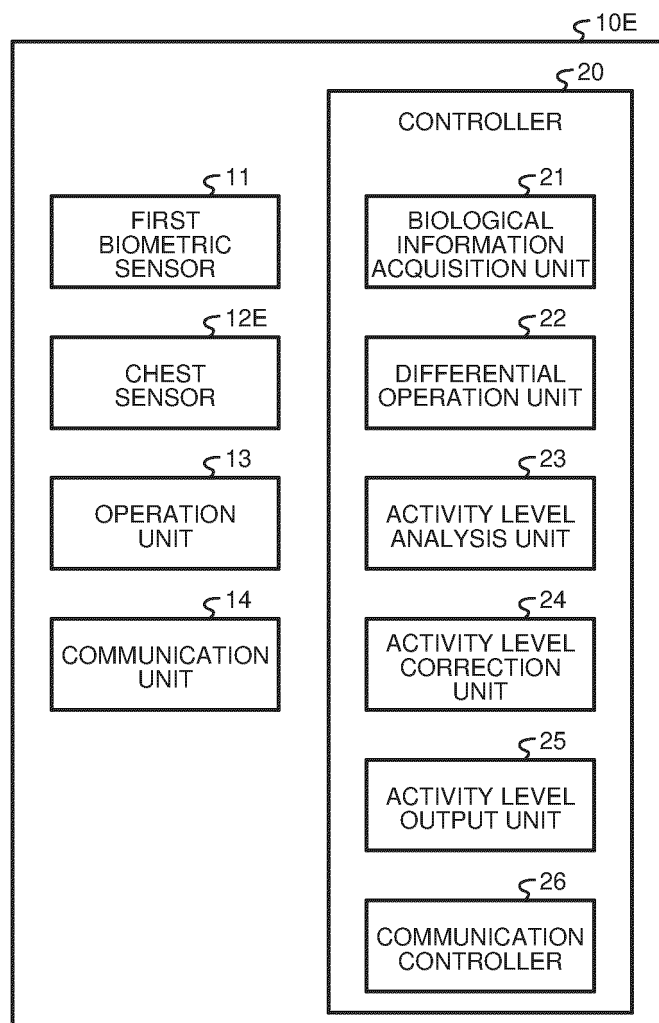 10E
20
CONTROLLER
11
FIRST
BIOMETRIC
SENSOR
12E
CHEST
SENSOR
13
OPERATION
UNIT
14
COMMUNICATION
UNIT
21
BIOLOGICAL
INFORMATION
ACQUISITION UNIT
22
DIFFERENTIAL
OPERATION UNIT
23
ACTIVITY LEVEL
ANALYSIS UNIT
24
ACTIVITY LEVEL
CORRECTION
UNIT
25
ACTIVITY LEVEL
OUTPUT UNIT
26
COMMUNICATION
CONTROLLER